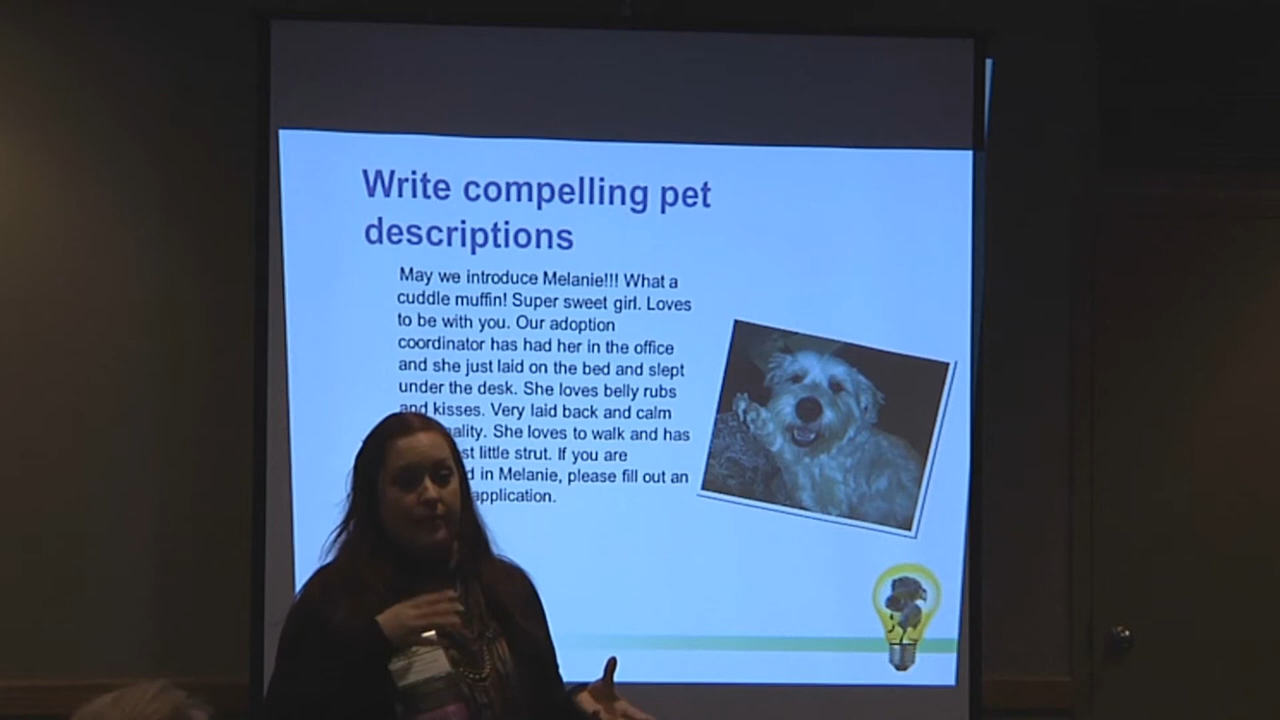 Write compelling pet
descriptions
May we introduce Melanie!!! What a
cuddle muffin! Super sweet girl. Loves
to be with you. Our adoption
coordinator has had her in the office
and she just laid on the bed and slept
under the desk. She loves belly rubs
and kisses. Very laid back and calm
ality. She loves to walk and has
st little strut. If you are
d in Melanie, please fill out an
application.